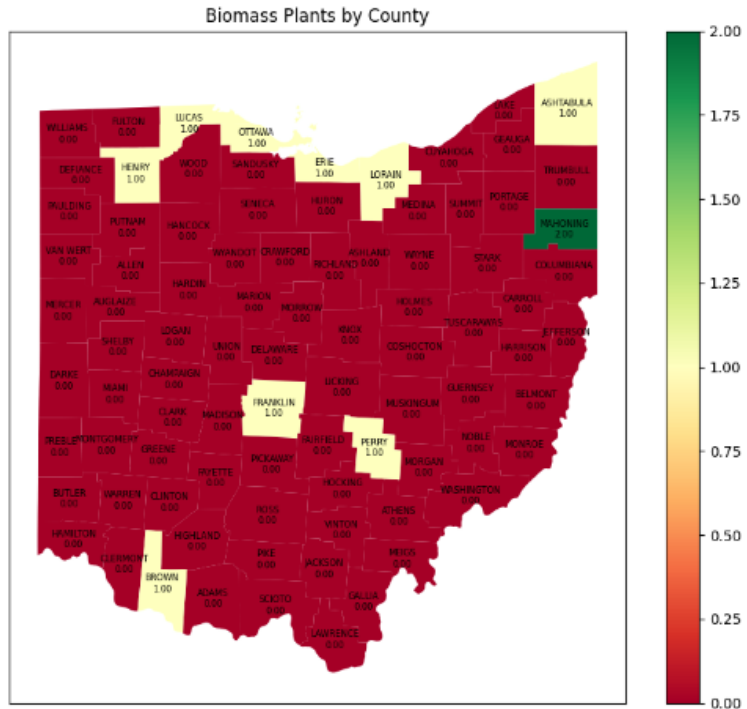 Biomass Plants by County
2.00
1.75
1.50
1.25
1.00
0.75
0.50
0.25
0.00
WILLIAMS
0.00
FULTON
0.00
LUCAS
1.00
OTTAWA
1.00
LAKE
0.00
ASHTABULA
1.00
GEAUGA
0.00
CUYAHOGA
0.00
DEFIANCE
0.00
HENRY
1.00
WOOD
0.00
SANDUSKY
0.00
ERIE
1.00
LORAIN
1.00
TRUMBULL
0.00
PAULDING
0.00
PUTNAM
0.00
HANCOCK
0.00
SENECA
0.00
HURON
0.00
MEDINA
0.00
SUMMIT
0.00
PORTAGE
0.00
MAHONING
2.00
VAN WERT
0.00
ALLEN
0.00
WYANDOT
0.00
CRAWFORD
0.00
RICHLAND
0.00
ASHLAND
0.00
WAYNE
0.00
STARK
0.00
COLUMBIANA
0.00
MERCER
0.00
AUGLAIZE
0.00
HARDIN
0.00
MARION
0.00
MORROW
0.00
HOLMES
0.00
CARROLL
0.00
TUSCARAWAS
0.00
JEFFERSON
0.00
SHELBY
0.00
LOGAN
0.00
UNION
0.00
DELAWARE
0.00
KNOX
0.00
COSHOCTON
0.00
HARRISON
0.00
DARKE
0.00
MIAMI
0.00
CHAMPAIGN
0.00
LICKING
0.00
MUSKINGUM
0.00
GUERNSEY
0.00
BELMONT
0.00
CLARK
0.00
MADISON
0.00
FRANKLIN
1.00
FAIRFIELD
0.00
PERRY
1.00
NOBLE
0.00
MONROE
0.00
PREBLE
0.00
MONTGOMERY
0.00
GREENE
0.00
FAYETTE
0.00
PICKAWAY
0.00
MORGAN
0.00
BUTLER
0.00
WARREN
0.00
CLINTON
0.00
ROSS
0.00
HOCKING
0.00
ATHENS
0.00
WASHINGTON
0.00
HAMILTON
0.00
CLERMONT
0.00
HIGHLAND
0.00
PIKE
0.00
VINTON
0.00
JACKSON
0.00
MEIGS
0.00
BROWN
1.00
ADAMS
0.00
SCIOTO
0.00
GALLIA
0.00
LAWRENCE
0.00